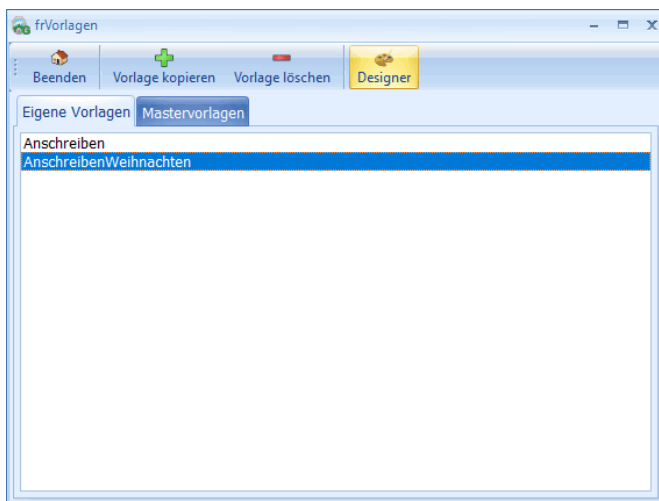 frVorlagen
Beenden Vorlage kopieren Vorlage löschen Designer
Eigene Vorlagen Mastervorlagen
Anschreiben
AnschreibenWeihnachten